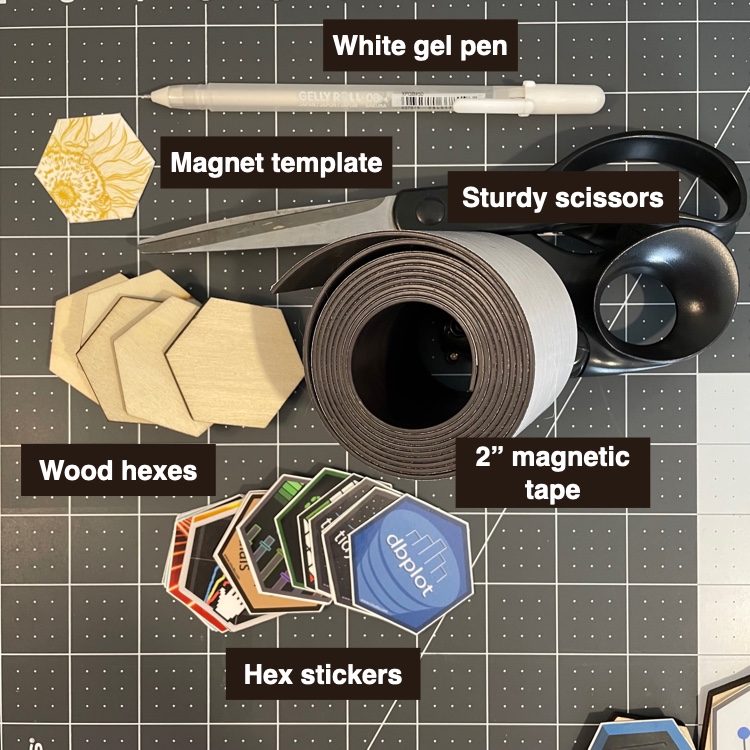 White gel pen
GELLY ROLL
Magnet template
Sturdy scissors
Wood hexes
2” magnetic
tape
dbplot
Hex stickers